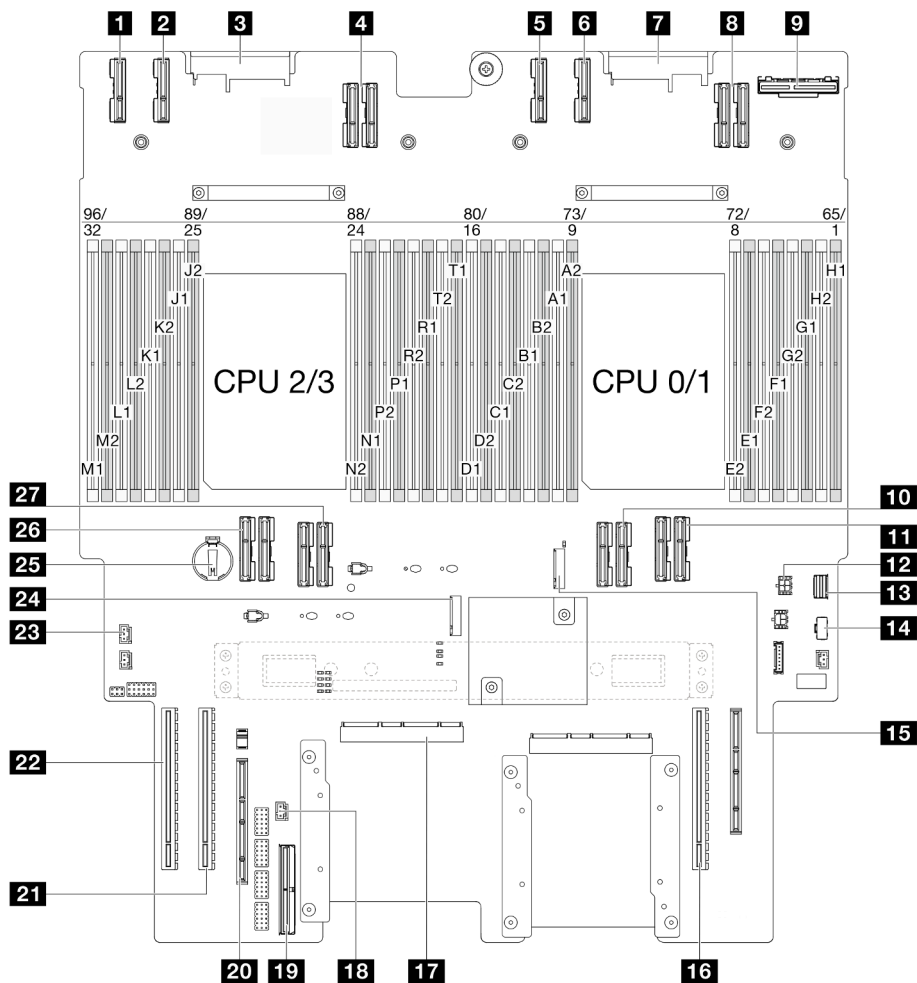 1 2 3 4 5 6 7 8 9
96/ 89/ 88/ 80/ 73/ 72/ 65/
32 25 24 16 9 8 1
J2 T1 A2 H1
J1 T2 A1 H2
K2 R1 B2 G1
K1 R2 B1 G2
CPU 2/3 CPU 0/1
L2 P1 C2 F1
L1 P2 C1 F2
M2 N1 D2 E1
M1 N2 D1 E2
27 10
26 11
25 12
24 13
23 14
15
22
21
20 19 18 17 16